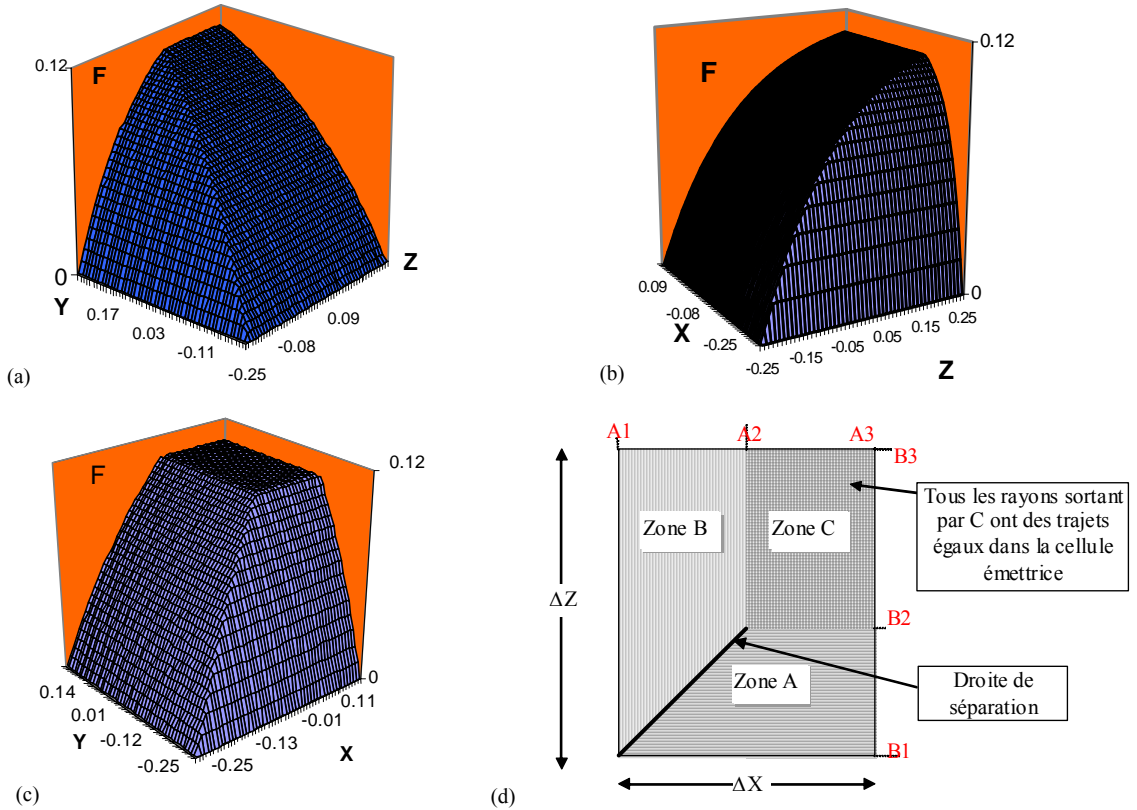 0.12
F
0
Y
0.17
0.03
-0.11
-0.25
-0.08
0.09
Z
(a)
F
0.12
0
0.09
-0.08
-0.25
X
-0.25
-0.15
-0.05
0.05
0.15
0.25
Z
(b)
F
0.12
0
0.14
0.01
-0.12
-0.25
Y
-0.25
-0.13
-0.01
0.11
X
(c)
A1
A2
A3
B3
Zone B
Zone C
Tous les rayons sortant
par C ont des trajets
égaux dans la cellule
émettrice
ΔZ
B2
Zone A
Droite de
séparation
B1
ΔX
(d)